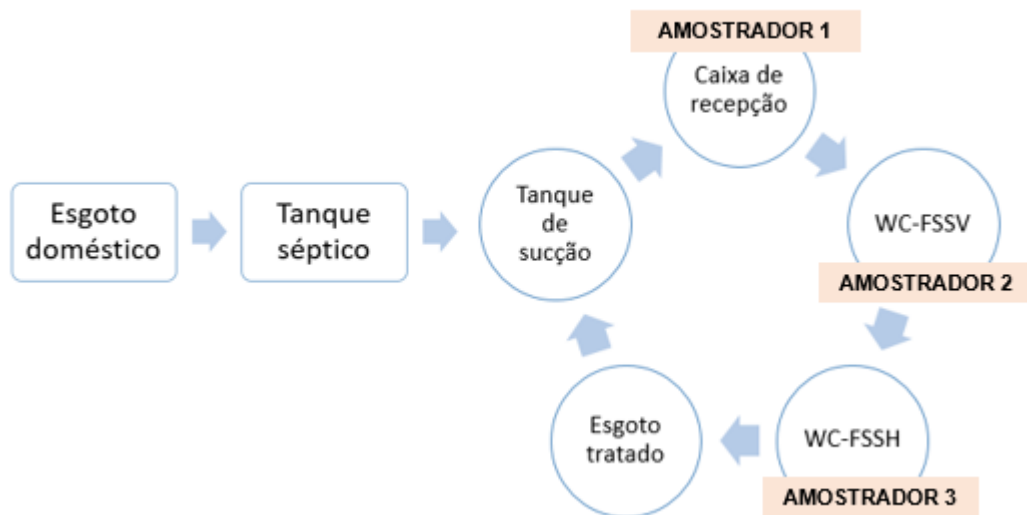 Esgoto
doméstico
Tanque
séptico
Tanque
de
sucção
AMOSTRADOR 1
Caixa de
recepção
WC-FSSV
AMOSTRADOR 2
WC-FSSH
AMOSTRADOR 3
Esgoto
tratado